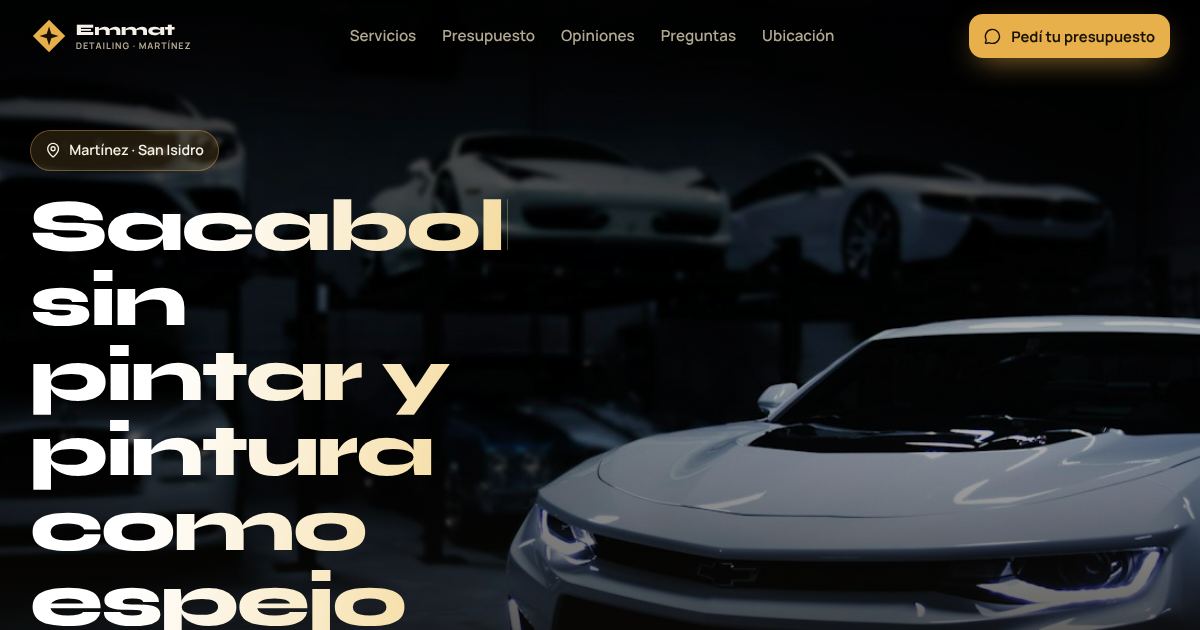 Emmat
DETAILING · MARTÍNEZ
Servicios
Presupuesto
Opiniones
Preguntas
Ubicación
Pedí tu presupuesto
Martínez · San Isidro
Sacabol
sin
pintar y
pintura
como
espejo